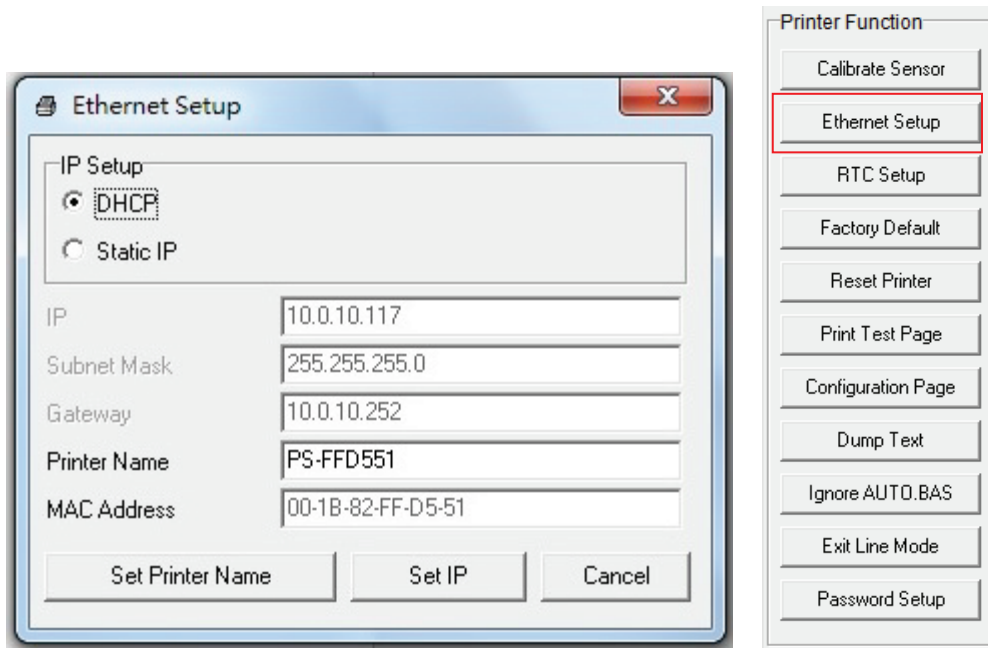 Ethernet Setup
IP Setup
DHCP
Static IP
IP 10.0.10.117
Subnet Mask 255.255.255.0
Gateway 10.0.10.252
Printer Name PS-FFD551
MAC Address 00-1B-82-FF-D5-51
Set Printer Name Set IP Cancel
Printer Function
Calibrate Sensor
Ethernet Setup
RTC Setup
Factory Default
Reset Printer
Print Test Page
Configuration Page
Dump Text
Ignore AUTO.BAS
Exit Line Mode
Password Setup